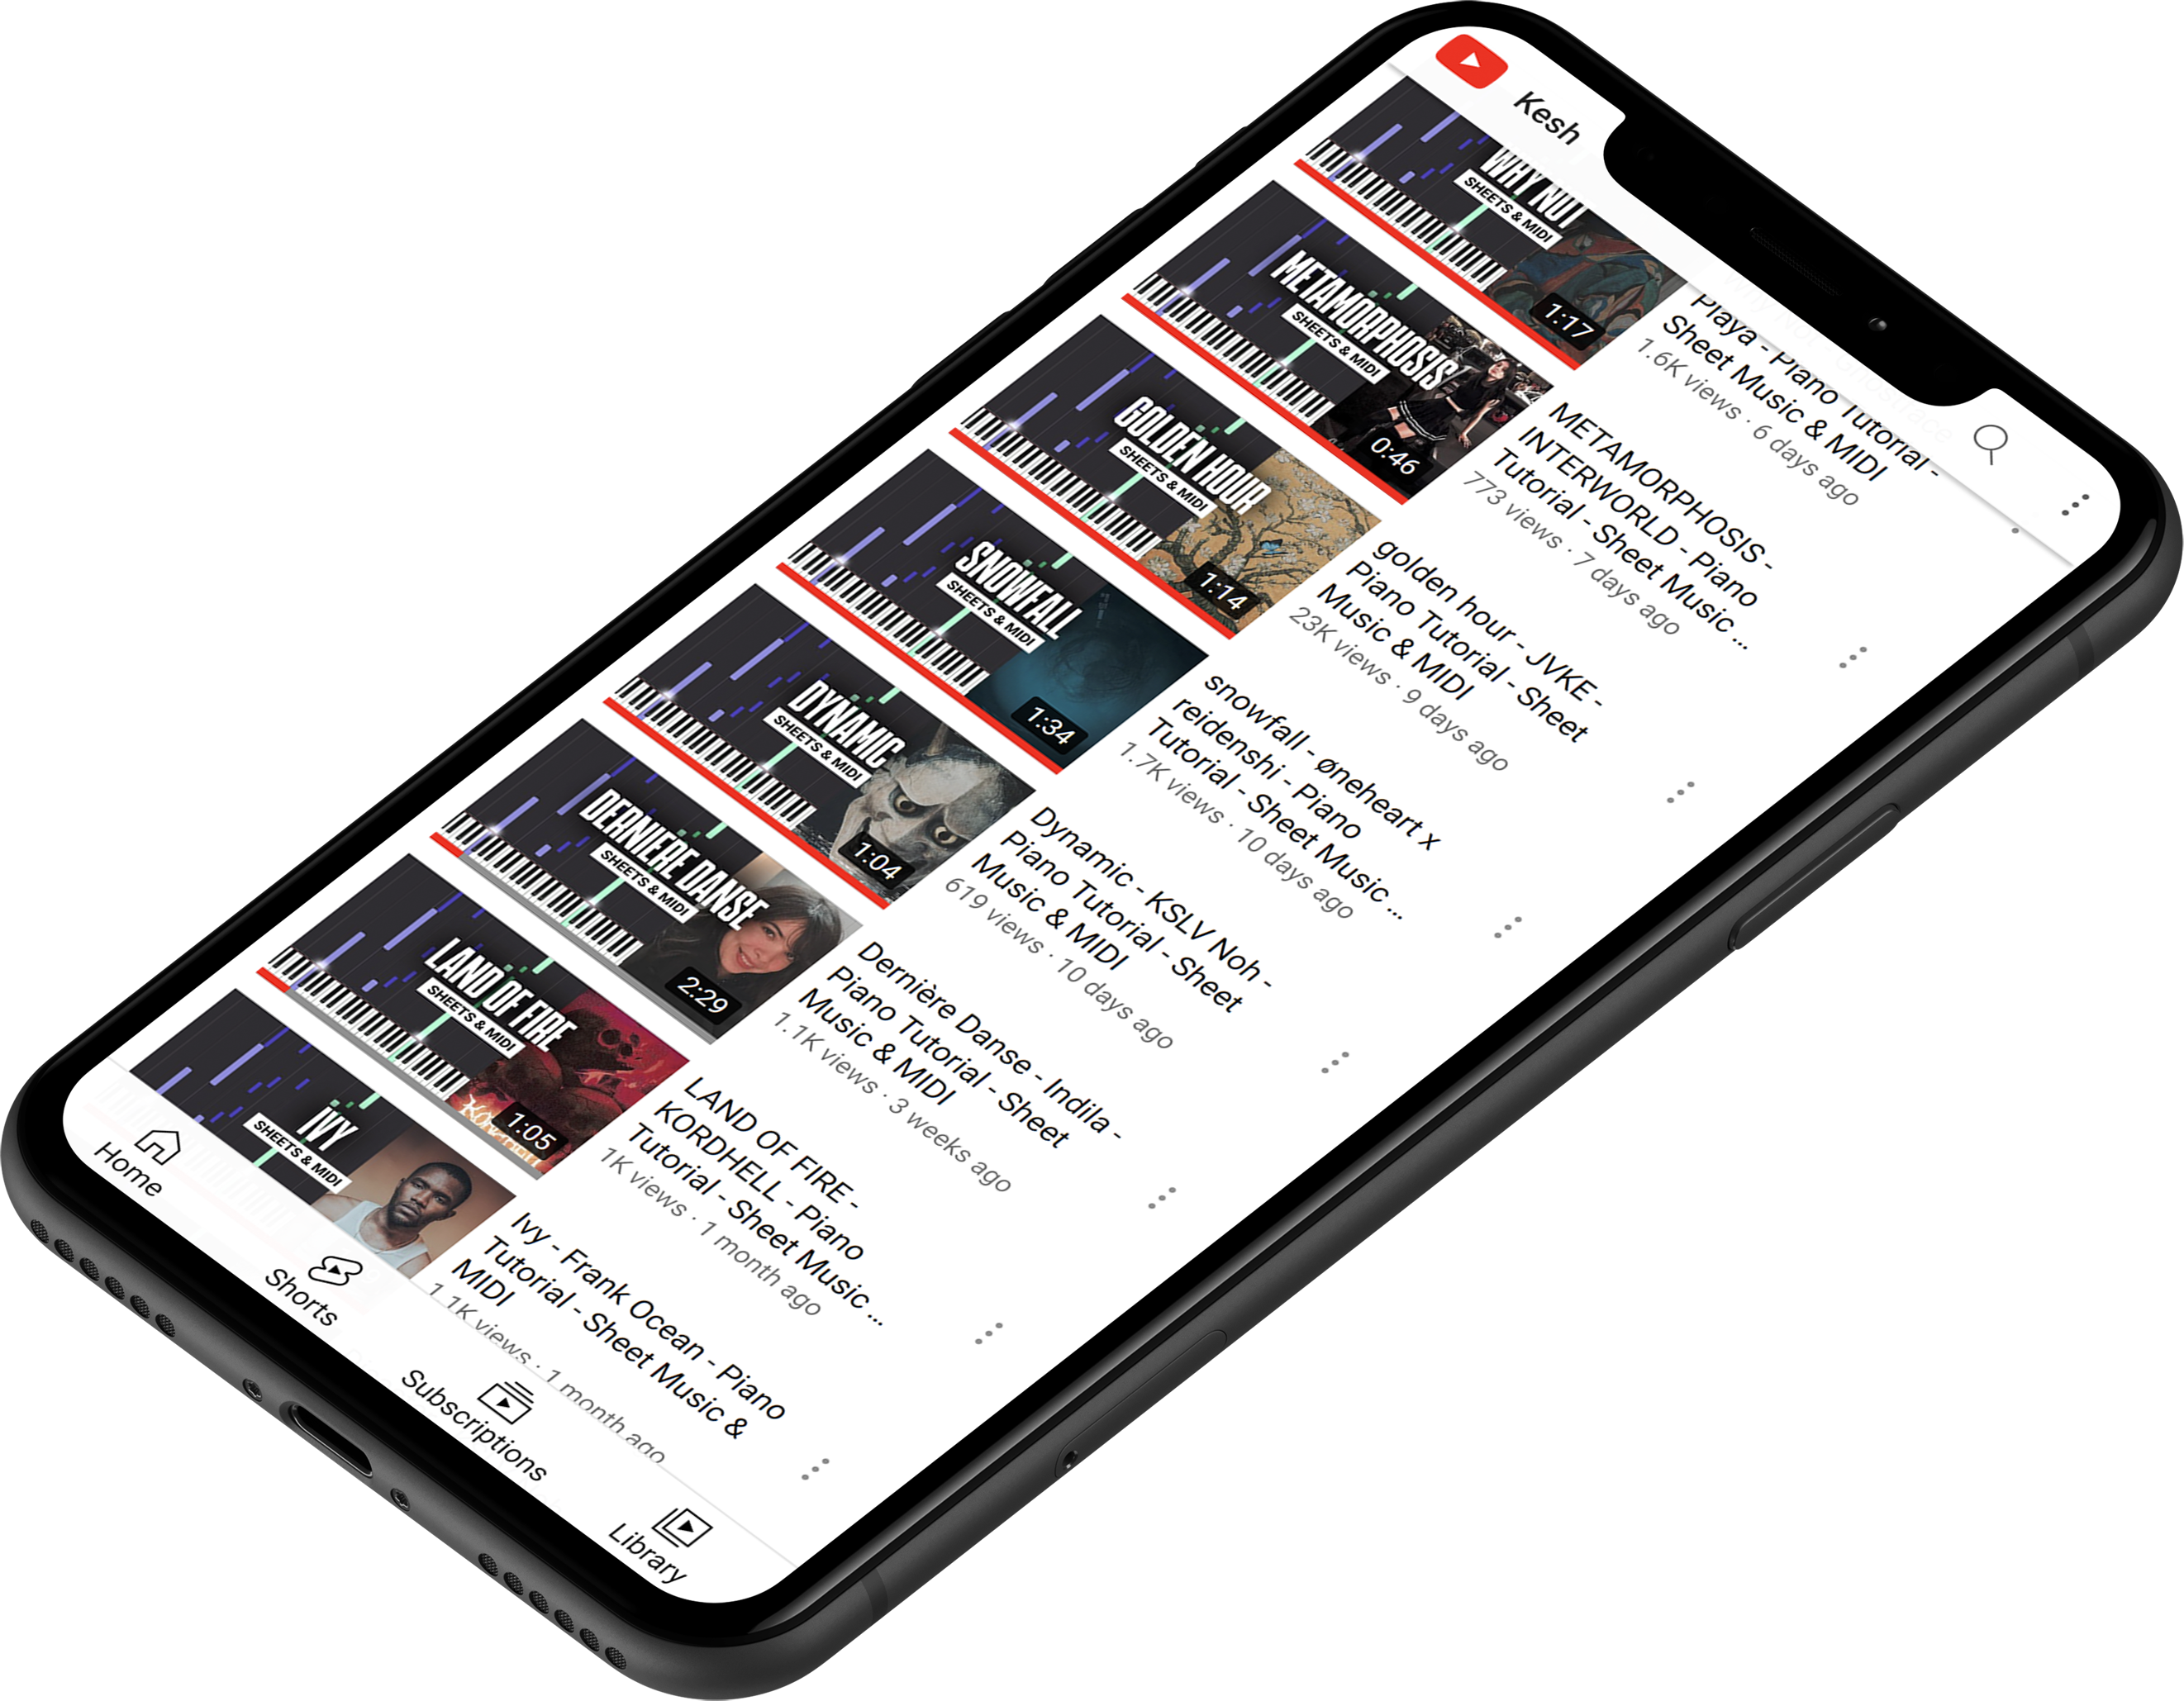 Kesh
WHY NOT
SHEETS & MIDI
1:17
Playa - Piano Tutorial -
Sheet Music & MIDI
1.6K views · 6 days ago
METAMORPHOSIS
SHEETS & MIDI
0:46
METAMORPHOSIS -
INTERWORLD - Piano
Tutorial - Sheet Music...
773 views · 7 days ago
GOLDEN HOUR
SHEETS & MIDI
1:14
golden hour - JVKE -
Piano Tutorial - Sheet
Music & MIDI
23K views · 9 days ago
SNOWFALL
SHEETS & MIDI
1:34
snowfall - øneheart x
reidenshi - Piano
Tutorial - Sheet Music...
1.7K views · 10 days ago
DYNAMIC
SHEETS & MIDI
1:04
Dynamic - KSLV Noh -
Piano Tutorial - Sheet
Music & MIDI
619 views · 10 days ago
DERNIERE DANSE
SHEETS & MIDI
2:29
Dernière Danse - Indila -
Piano Tutorial - Sheet
Music & MIDI
1.1K views · 3 weeks ago
LAND OF FIRE
SHEETS & MIDI
1:05
LAND OF FIRE -
KORDHELL - Piano
Tutorial - Sheet Music...
1K views · 1 month ago
IVY
SHEETS & MIDI
Ivy - Frank Ocean - Piano
Tutorial - Sheet Music &
MIDI
1.1K views · 1 month ago
Home
Shorts
Subscriptions
Library